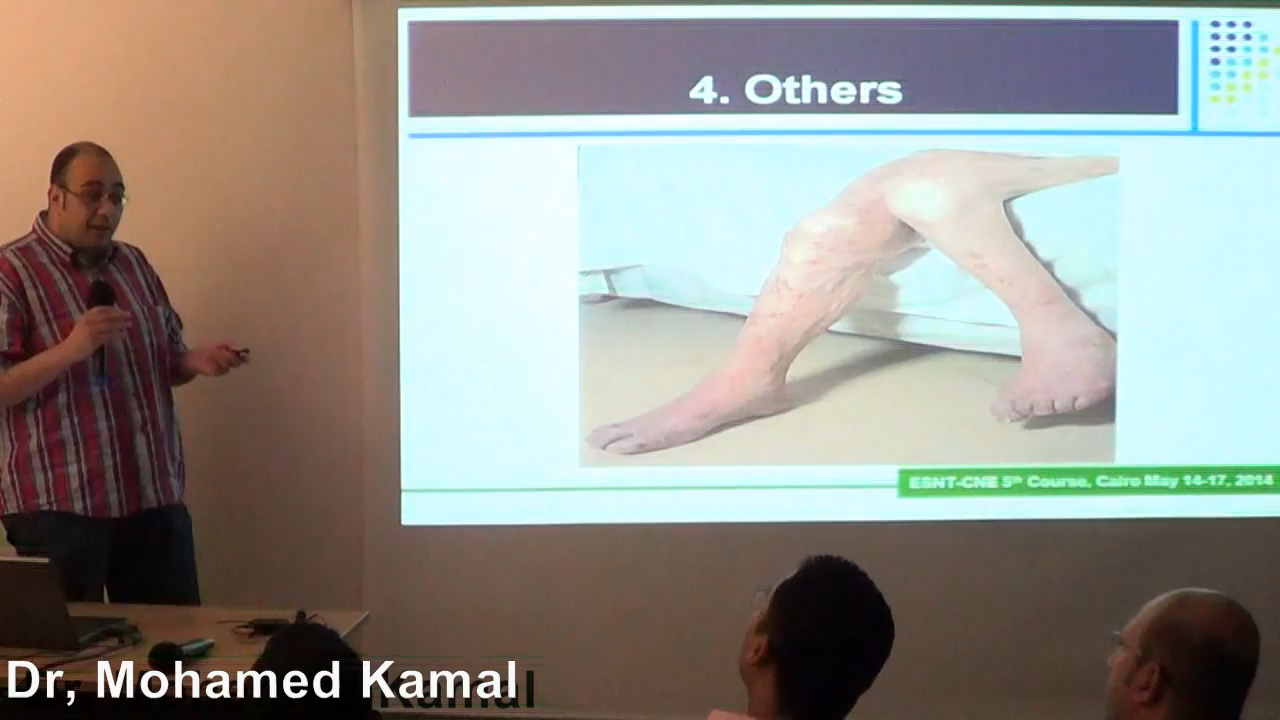 4. Others
ESNT-CNE 5th Course, Cairo May 14-17, 2014
Dr, Mohamed Kamal